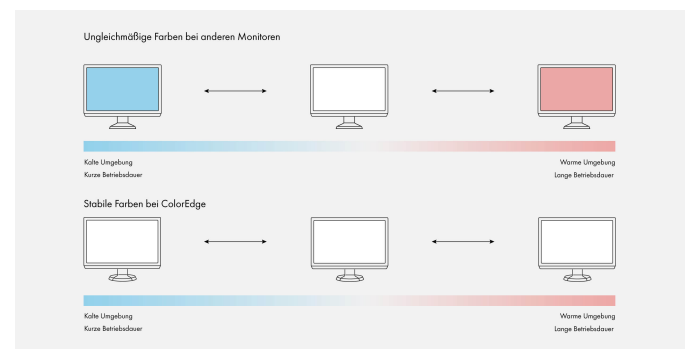 Ungleichmäßige Farben bei anderen Monitoren
Kalte Umgebung
Kurze Betriebsdauer
Warme Umgebung
Lange Betriebsdauer
Stabile Farben bei ColorEdge
Kalte Umgebung
Kurze Betriebsdauer
Warme Umgebung
Lange Betriebsdauer